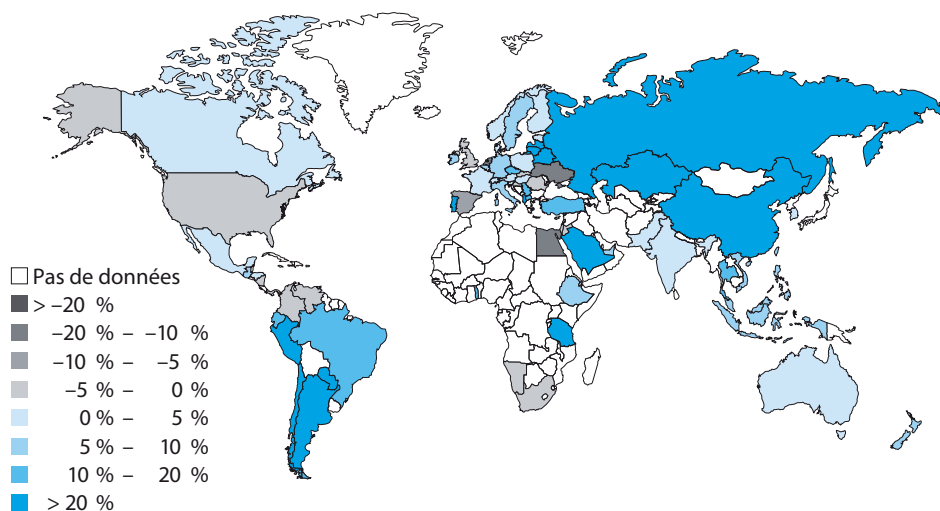 Pas de données
> –20 %
–20 % – –10 %
–10 % – –5 %
–5 % – 0 %
0 % – 5 %
5 % – 10 %
10 % – 20 %
> 20 %